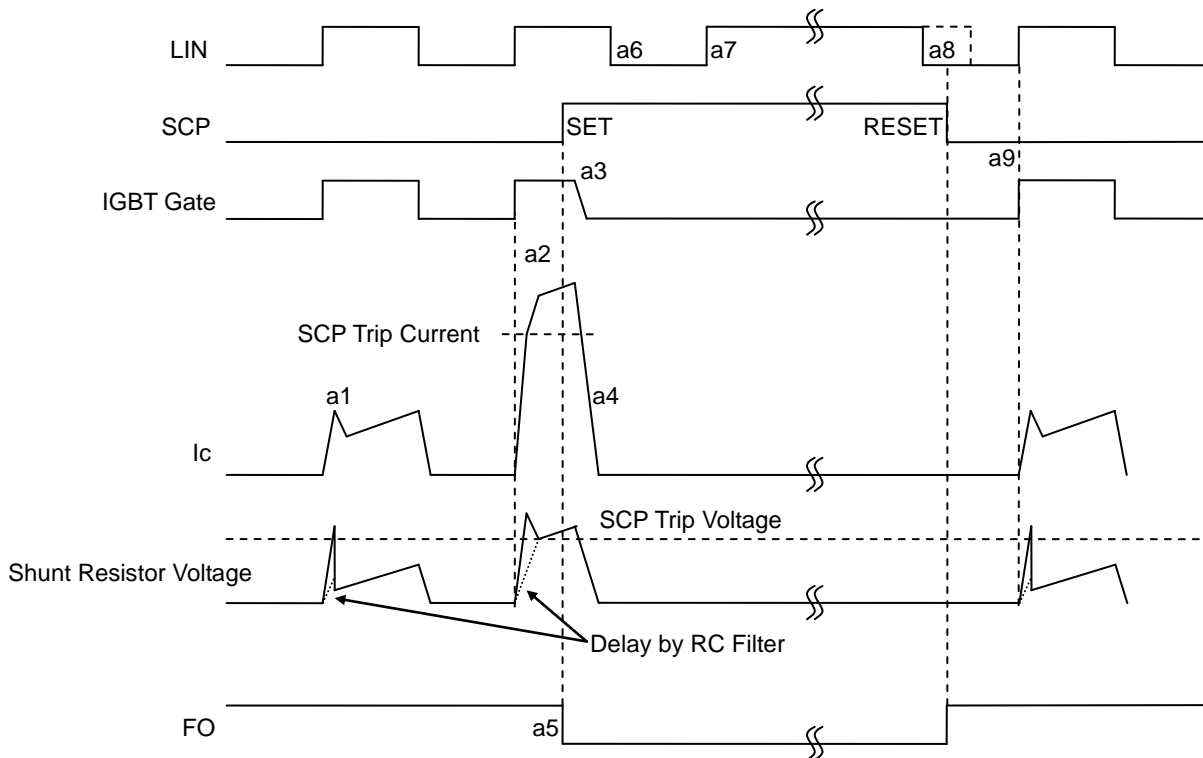 LIN
a6
a7
a8
SCP
SET
RESET
a9
a3
IGBT Gate
a2
SCP Trip Current
a1
a4
Ic
SCP Trip Voltage
Shunt Resistor Voltage
Delay by RC Filter
FO
a5